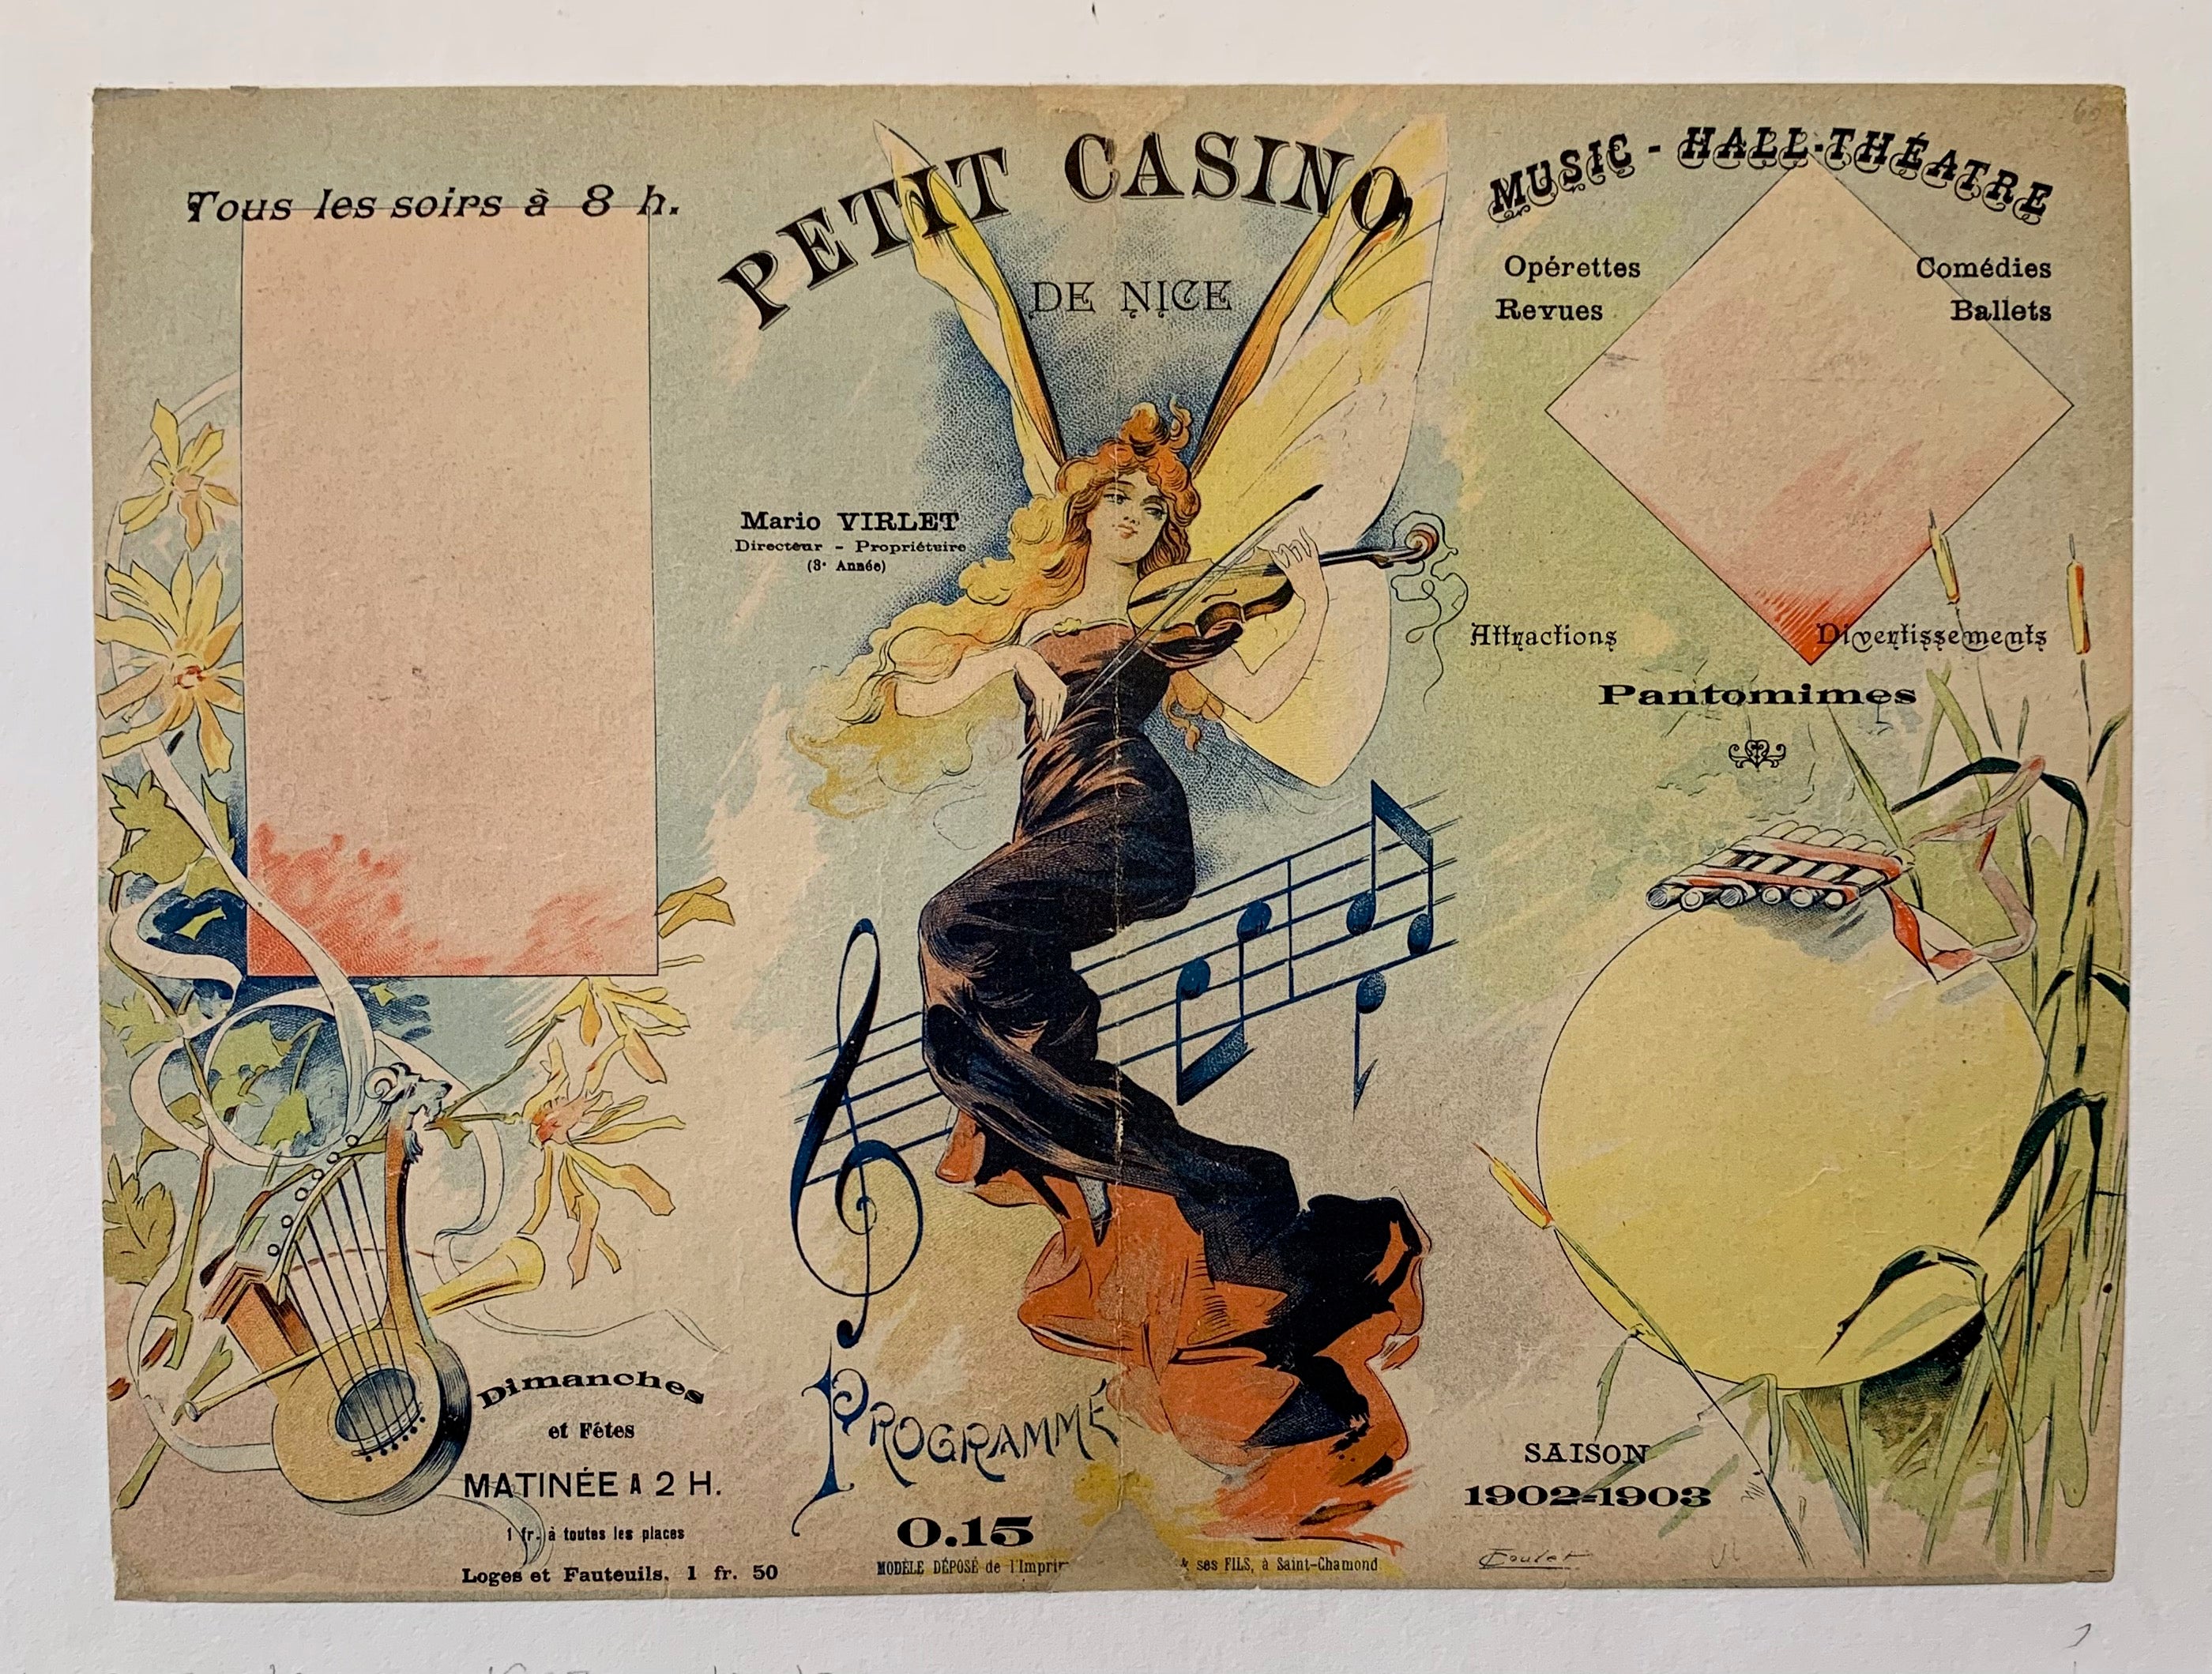 Tous les soirs à 8 h.
PETIT CASINO
DE NICE
Mario VIRLET
Directeur - Propriétaire
(3e Année)
MUSIC - HALL-THÉATRE
Opérettes
Comédies
Revues
Ballets
Attractions
Divertissements
Pantomimes
Dimanches
et Fétes
MATINÉE A 2 H.
1 fr. à toutes les places
Loges et Fauteuils. 1 fr. 50
PROGRAMME
0.15
MODÈLE DÉPOSÉ de l'Imprim
& ses FILS, à Saint-Chamond
SAISON
1902-1903